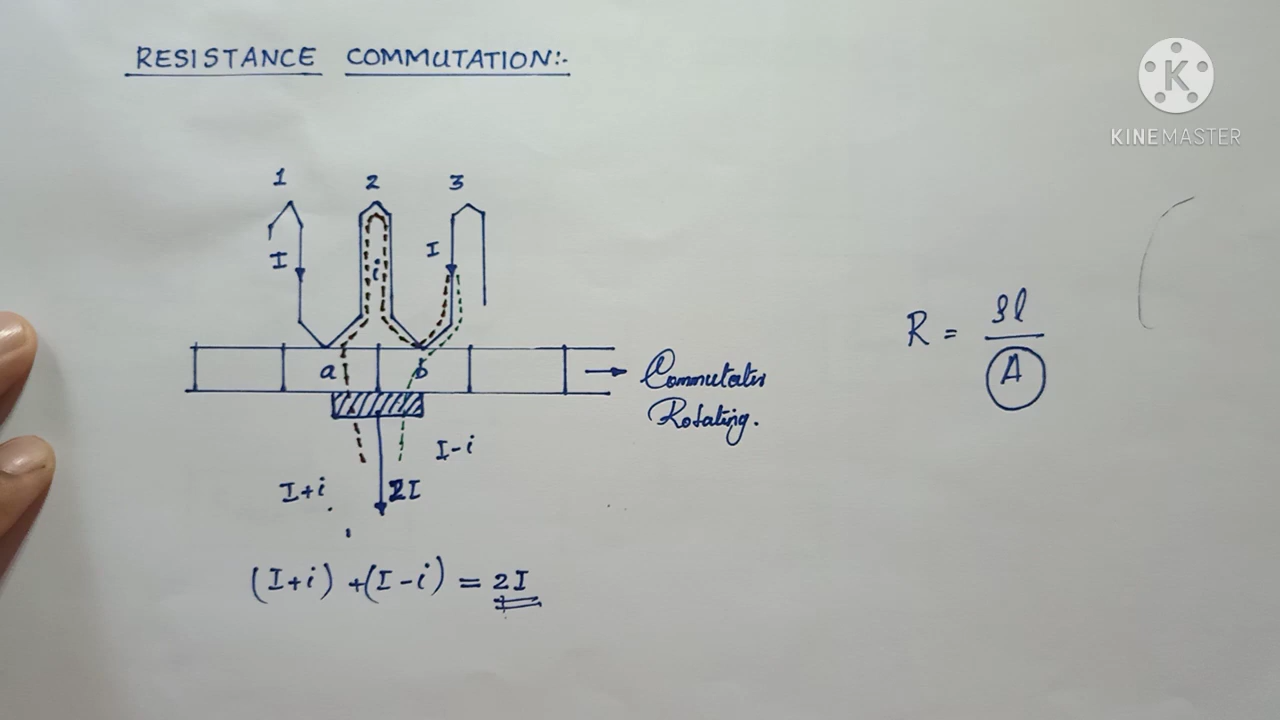 RESISTANCE COMMUTATION:-
KINEMASTER
1 2 3
I i I
R = ρl
A
a b
Commutator
Rotating.
I-i
I+i 2I
(I+i) +(I-i) = 2I